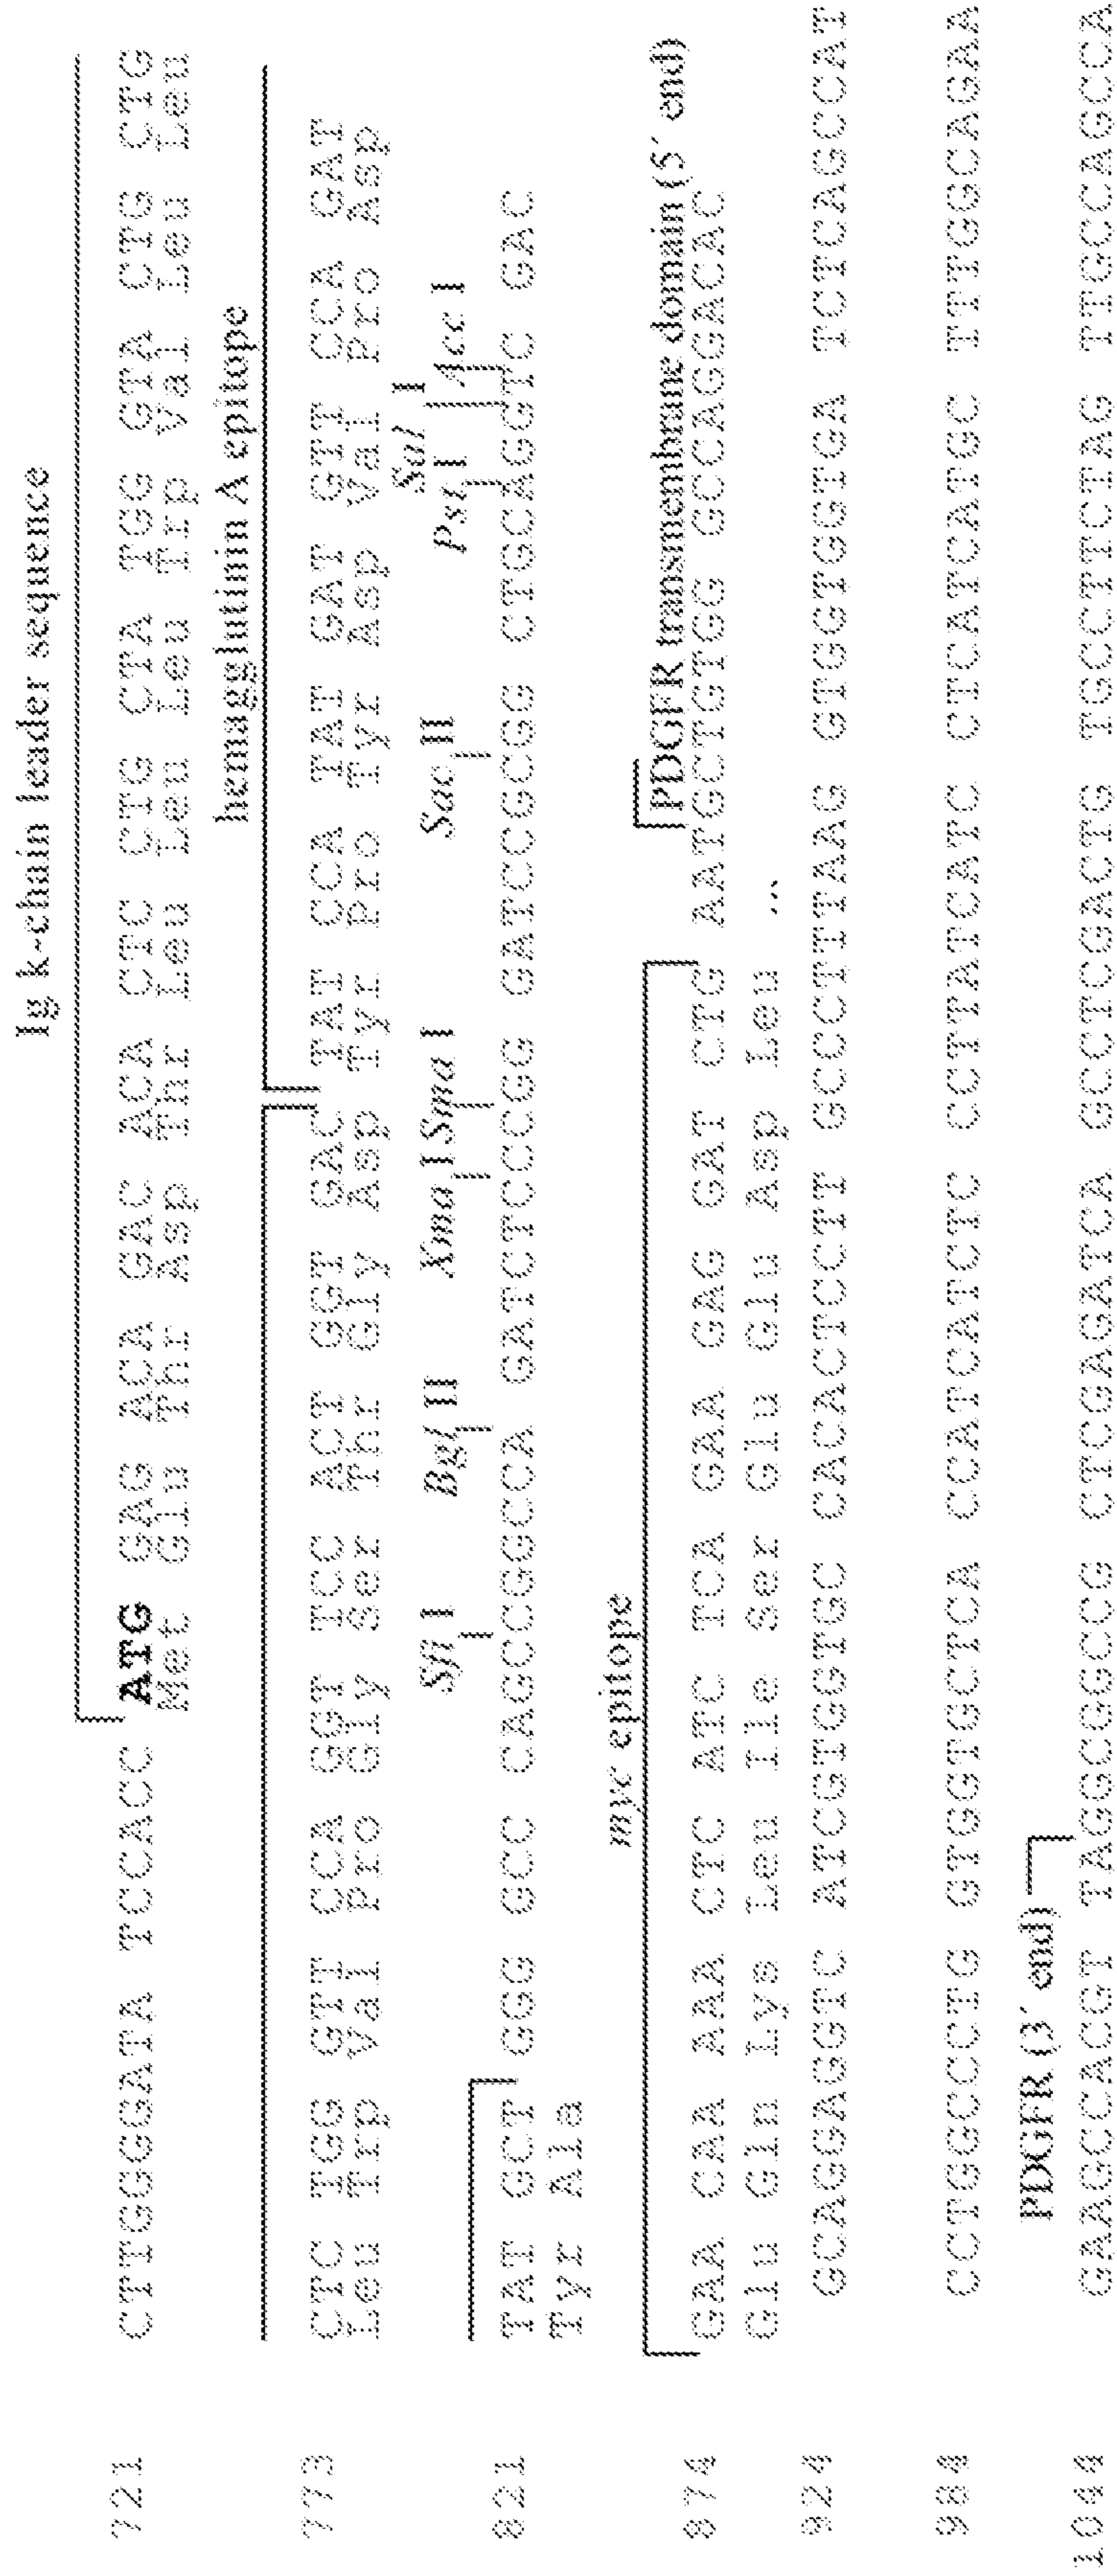 Ig k-chain leader sequence
721 CTTGGGGATA TCCACC ATG GAG ACA GAC ACA CTC CTG CTA TGG GTA CTG CTG
Met Glu Thr Asp Thr Leu Leu Leu Trp Val Leu Leu
hemagglutinin A epitope
773 CTC TGG GTT CCA GGT TCC ACT GGT GAC TAT CCA TAT GAT GTT CCA GAT
Leu Trp Val Pro Gly Ser Thr Gly Asp Tyr Pro Tyr Asp Val Pro Asp
Sal I
Sfi I Bgl II Xma I Sma I Sac II Pst I Acc I
821 TAT GCT GGG GCC CAGCCGGCCA GATCTCCCGG GATCCGCGG CTGCAGGTC GAC
Tyr Ala
myc epitope PDGFR transmembrane domain (5´ end)
874 GAA CAA AAA CTC ATC TCA GAA GAG GAT CTG AATGCTGTGG GCCAGGACAC
Glu Gln Lys Leu Ile Ser Glu Glu Asp Leu ...
924 GCAGGAGGTC ATCGTGGTGC CACACTCCTT GCCCTTTAAG GTGGTGGTGA TCTCAGCCAT
984 CCTGGCCCTG GTGGTGCTCA CCATCATCTC CCTTATCATC CTCATCATGC TTTGGCAGAA
PDGFR (3´ end)
1044 GAAGCCACGT TAGGCGGCCG CTCGAGATCA GCCTCGACTG TGCCTTCTAG TTGCCAGCCA